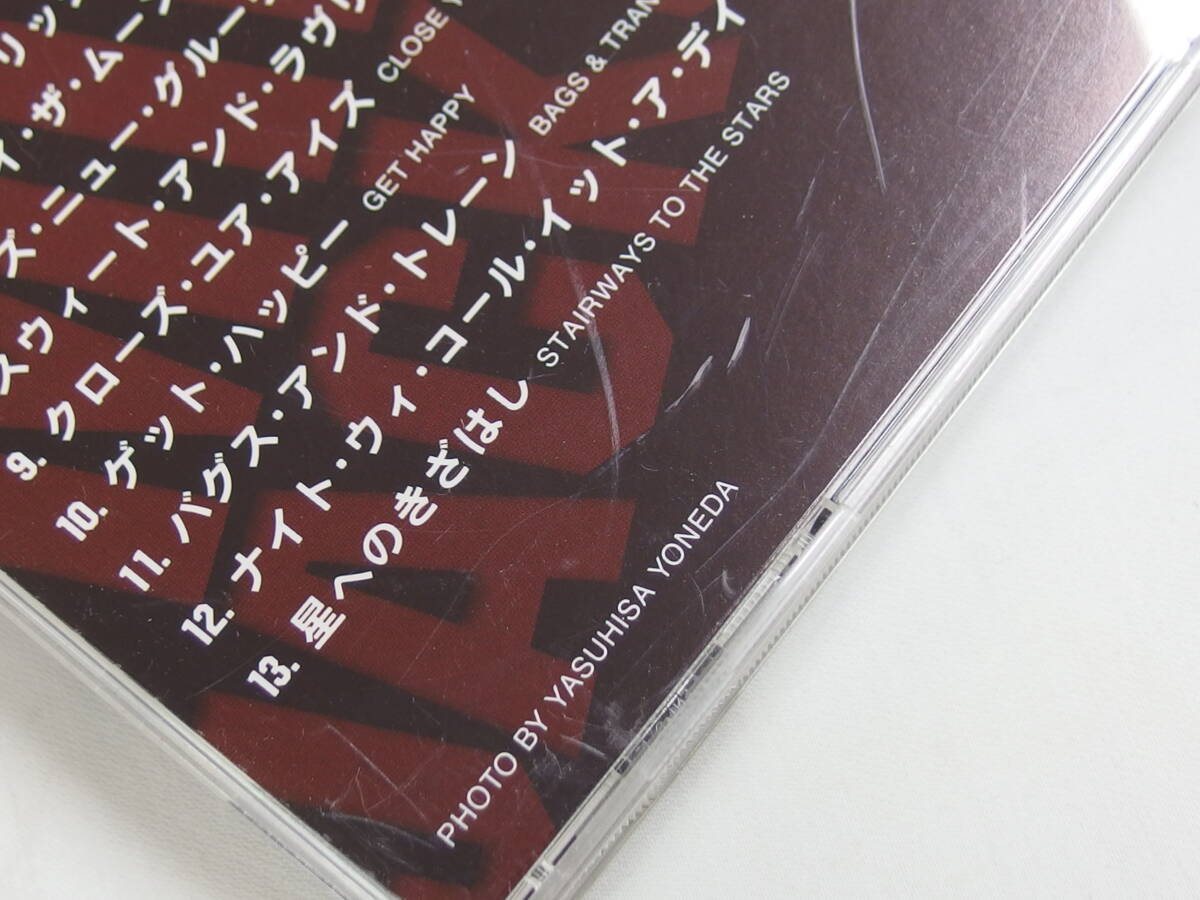 リッ
イ・ザ・ムー
ズ・ニュー・グルー
スウィート・アンド・ラヴリ
9. クローズ・ユア・アイズ CLOSE
10. ゲット・ハッピー GET HAPPY
11. バグス・アンド・トレーン BAGS & TRAN
12. ナイト・ウィ・コール・イット・ア・デイ
13. 星へのきざはし STAIRWAYS TO THE STARS
PHOTO BY YASUHISA YONEDA